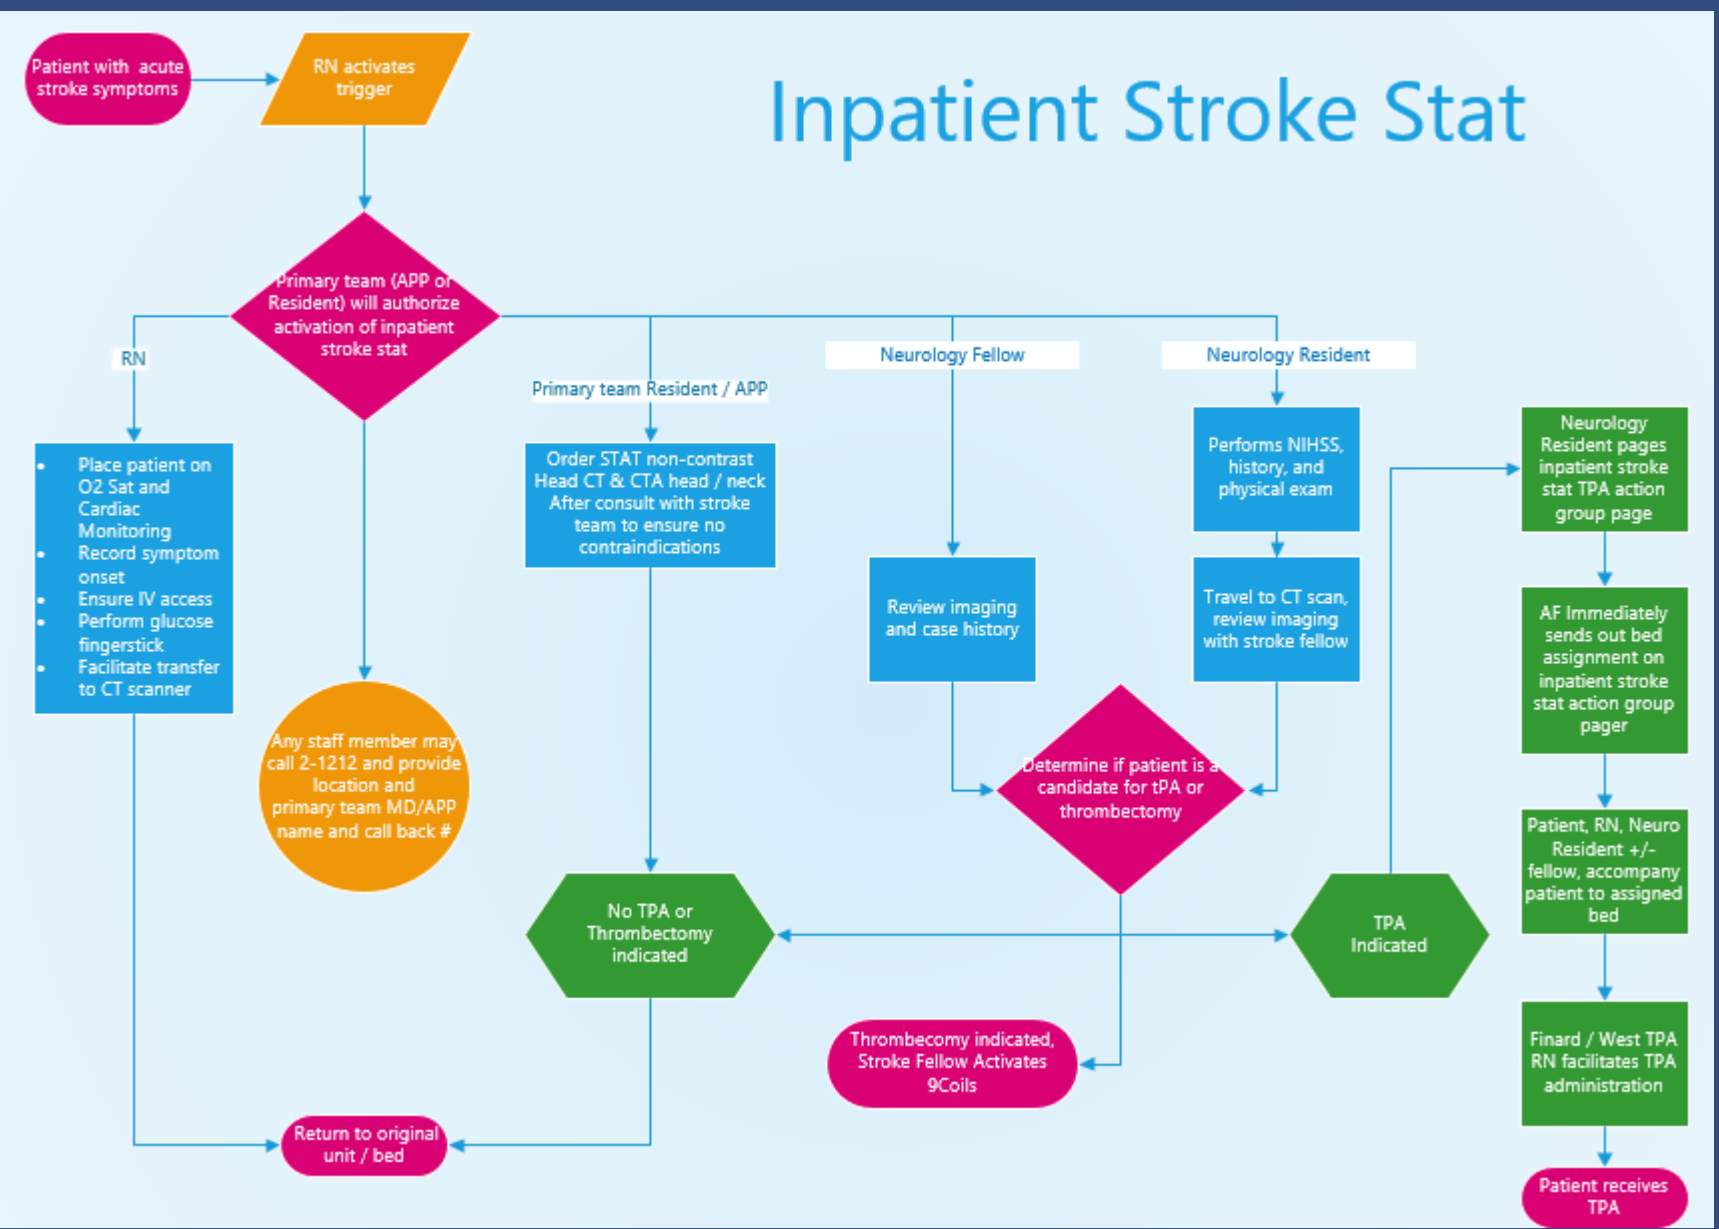 Patient with acute
stroke symptoms
RN activates
trigger
Inpatient Stroke Stat
Primary team (APP or
Resident) will authorize
activation of inpatient
stroke stat
RN
Primary team Resident / APP
Neurology Fellow
Neurology Resident
• Place patient on
O2 Sat and
Cardiac
Monitoring
• Record symptom
onset
• Ensure IV access
• Perform glucose
fingerstick
• Facilitate transfer
to CT scanner
Order STAT non-contrast
Head CT & CTA head / neck
After consult with stroke
team to ensure no
contraindications
Performs NIHSS,
history, and
physical exam
Neurology
Resident pages
inpatient stroke
stat TPA action
group page
Review imaging
and case history
Travel to CT scan,
review imaging
with stroke fellow
AF Immediately
sends out bed
assignment on
inpatient stroke
stat action group
pager
Any staff member may
call 2-1212 and provide
location and
primary team MD/APP
name and call back #
Determine if patient is a
candidate for tPA or
thrombectomy
Patient, RN, Neuro
Resident +/-
fellow, accompany
patient to assigned
bed
No TPA or
Thrombectomy
indicated
TPA
Indicated
Thrombecomy indicated,
Stroke Fellow Activates
9Coils
Finard / West TPA
RN facilitates TPA
administration
Return to original
unit / bed
Patient receives
TPA